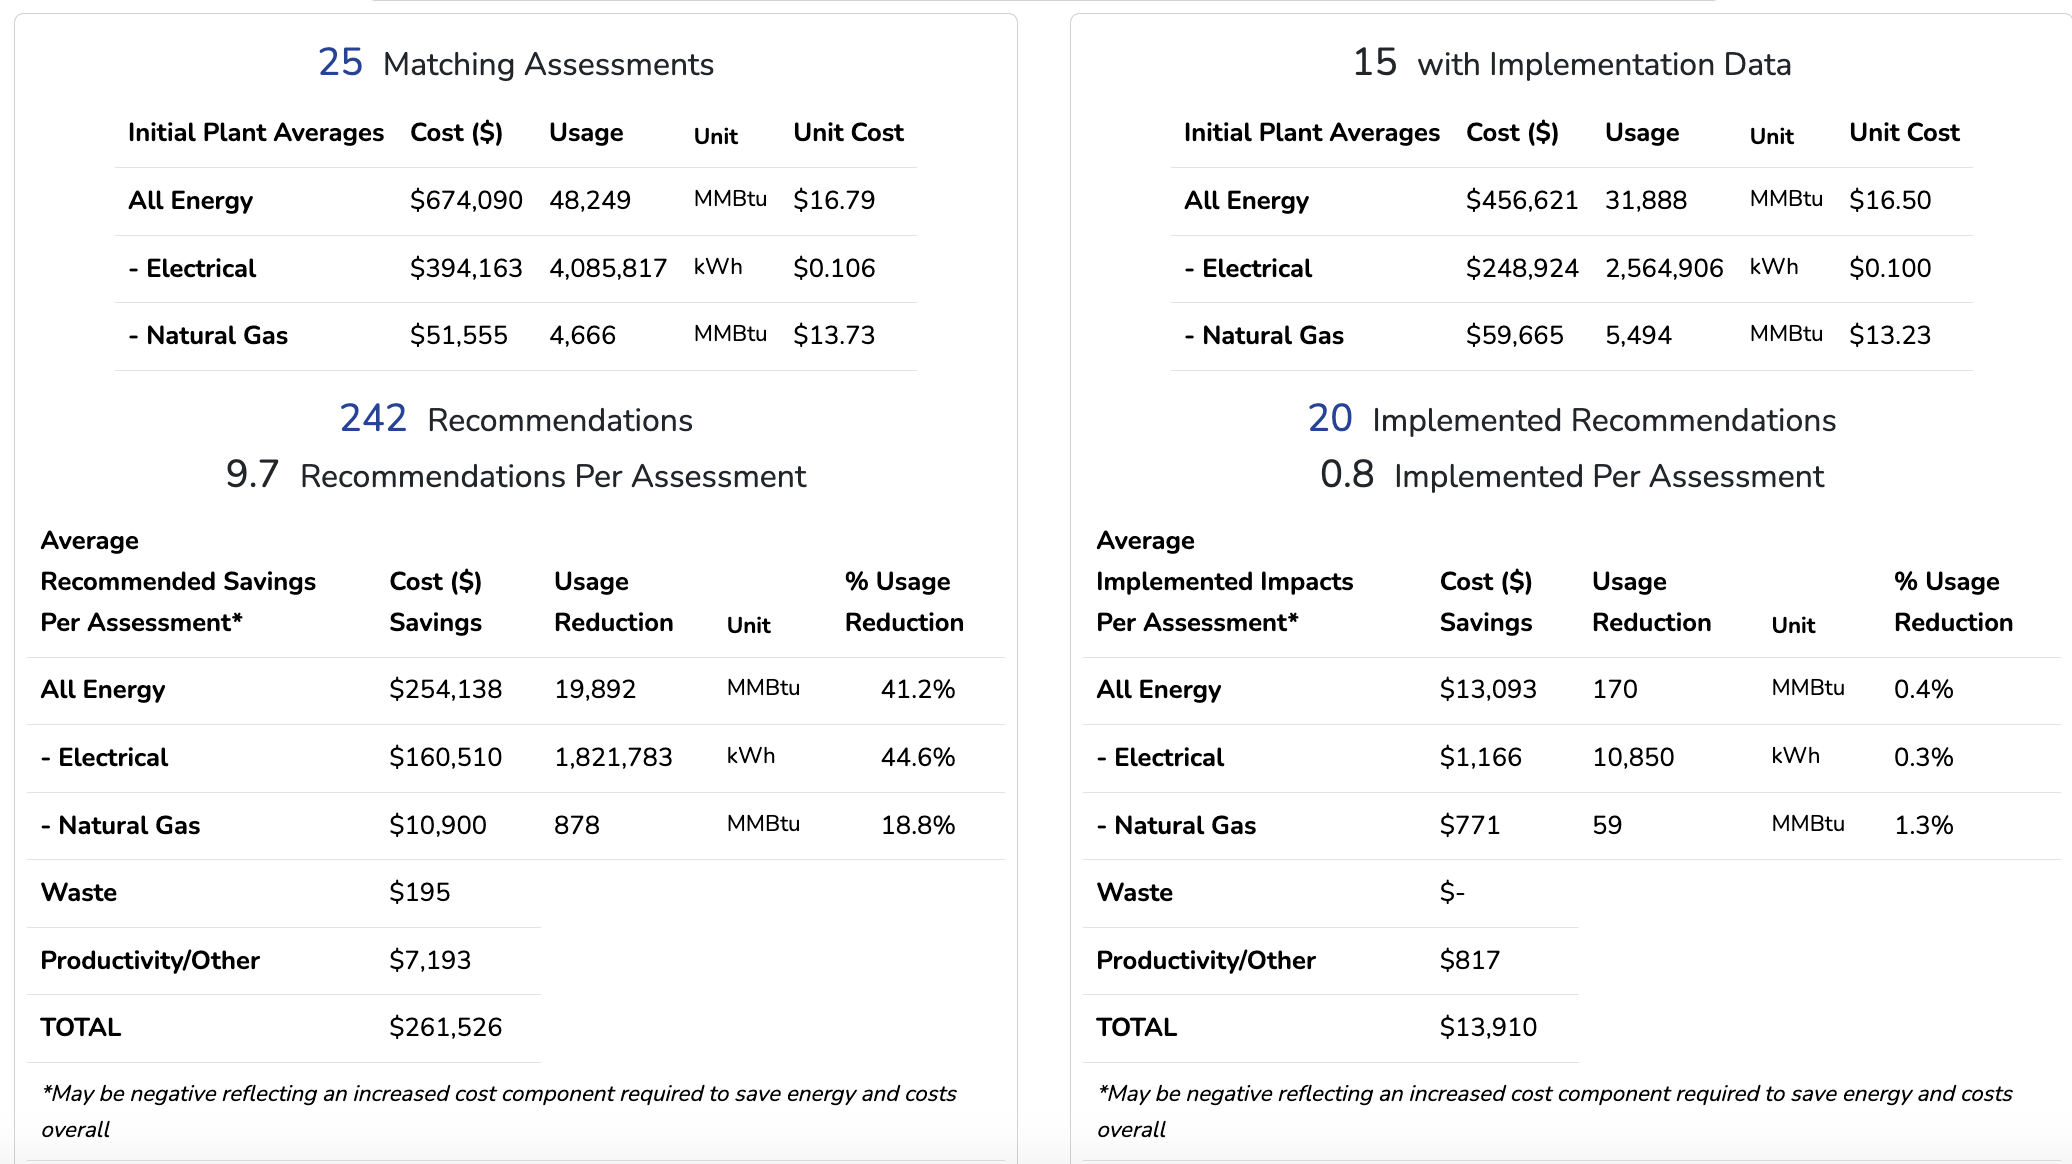 25 Matching Assessments
Initial Plant Averages Cost ($) Usage Unit Unit Cost
All Energy $674,090 48,249 MMBtu $16.79
- Electrical $394,163 4,085,817 kWh $0.106
- Natural Gas $51,555 4,666 MMBtu $13.73
242 Recommendations
9.7 Recommendations Per Assessment
Average
Recommended Savings Cost ($) Usage % Usage
Per Assessment* Savings Reduction Unit Reduction
All Energy $254,138 19,892 MMBtu 41.2%
- Electrical $160,510 1,821,783 kWh 44.6%
- Natural Gas $10,900 878 MMBtu 18.8%
Waste $195
Productivity/Other $7,193
TOTAL $261,526
*May be negative reflecting an increased cost component required to save energy and costs
overall
15 with Implementation Data
Initial Plant Averages Cost ($) Usage Unit Unit Cost
All Energy $456,621 31,888 MMBtu $16.50
- Electrical $248,924 2,564,906 kWh $0.100
- Natural Gas $59,665 5,494 MMBtu $13.23
20 Implemented Recommendations
0.8 Implemented Per Assessment
Average
Implemented Impacts Cost ($) Usage % Usage
Per Assessment* Savings Reduction Unit Reduction
All Energy $13,093 170 MMBtu 0.4%
- Electrical $1,166 10,850 kWh 0.3%
- Natural Gas $771 59 MMBtu 1.3%
Waste $-
Productivity/Other $817
TOTAL $13,910
*May be negative reflecting an increased cost component required to save energy and costs
overall